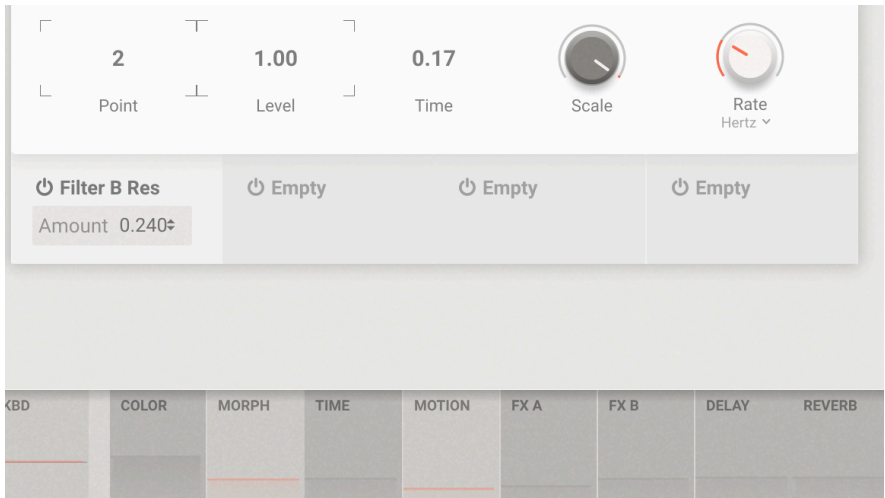 2 1.00 0.17
Point Level Time Scale Rate
Hertz
Filter B Res Empty Empty Empty
Amount 0.240
KBD COLOR MORPH TIME MOTION FX A FX B DELAY REVERB